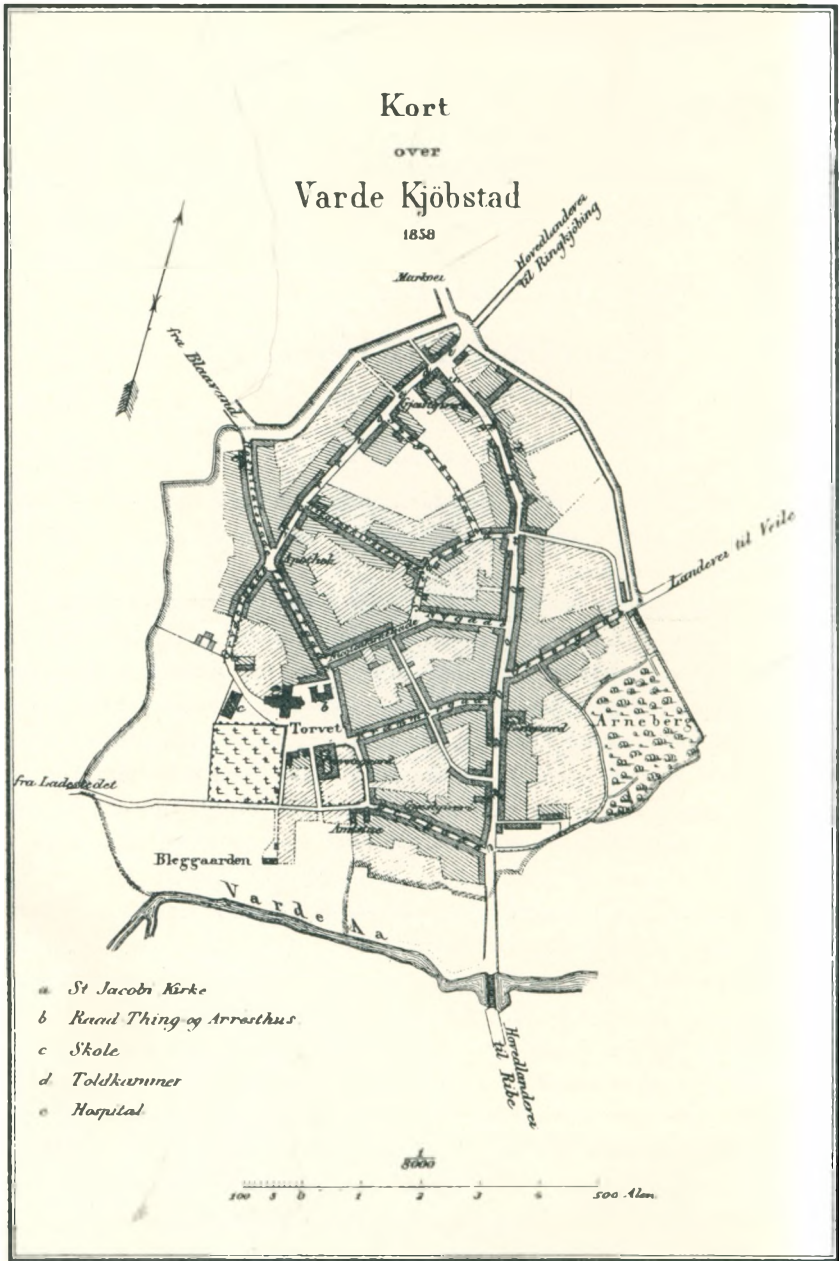 Kort
over
Varde Kjöbstad
1858
Markvei
Hovedlandevei
til Ringkjöbing
fra Blaavand
Apothek
Landevei til Veile
Arneberg
Torvet
fra Ladestedet
Bleggaarden
Varde Aa
Hovedlandevei
til Ribe
a St Jacobi Kirke
b Raad Thing og Arresthus.
c Skole
d Toldkammer
e Hospital
1/8000
100 5 0 1 2 3 4 500 Alen